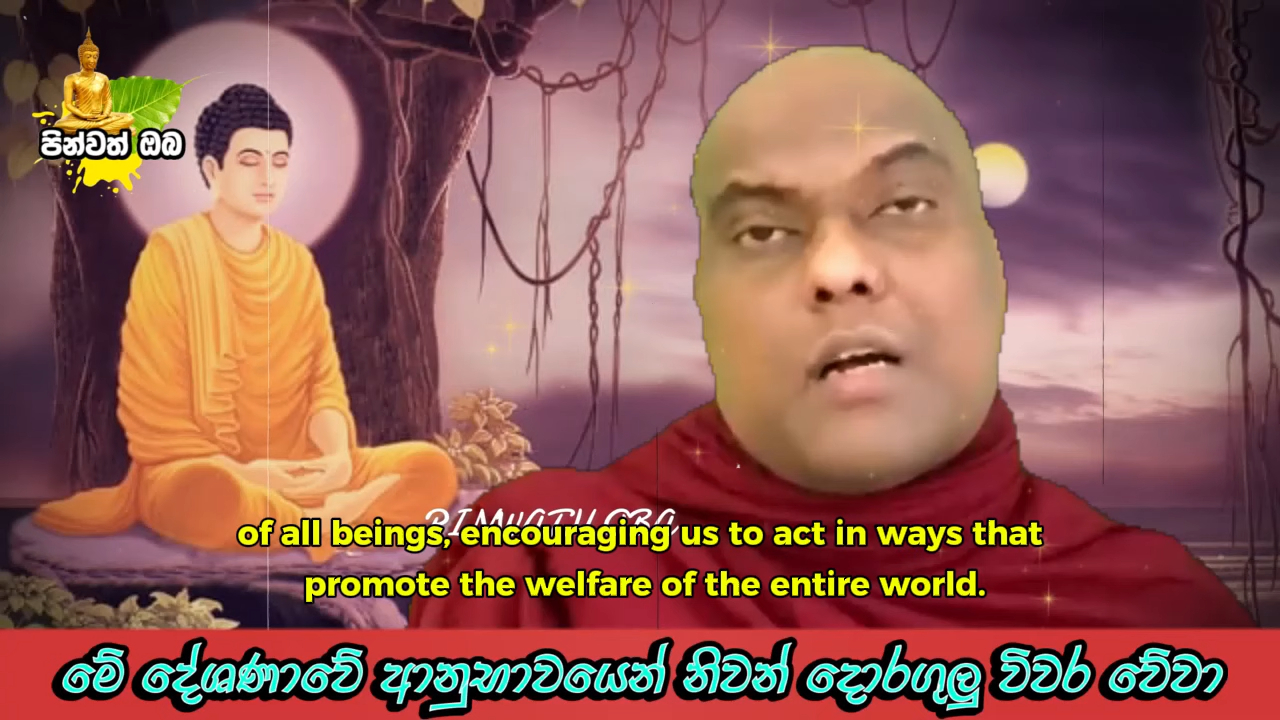 පින්වත් ඔබ
of all beings, encouraging us to act in ways that
promote the welfare of the entire world.
මේ දේශණාවේ ආනුභාවයෙන් නිවන් දොරගුලු විවර වේවා